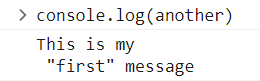 > console.log(another)
This is my
 "first" message